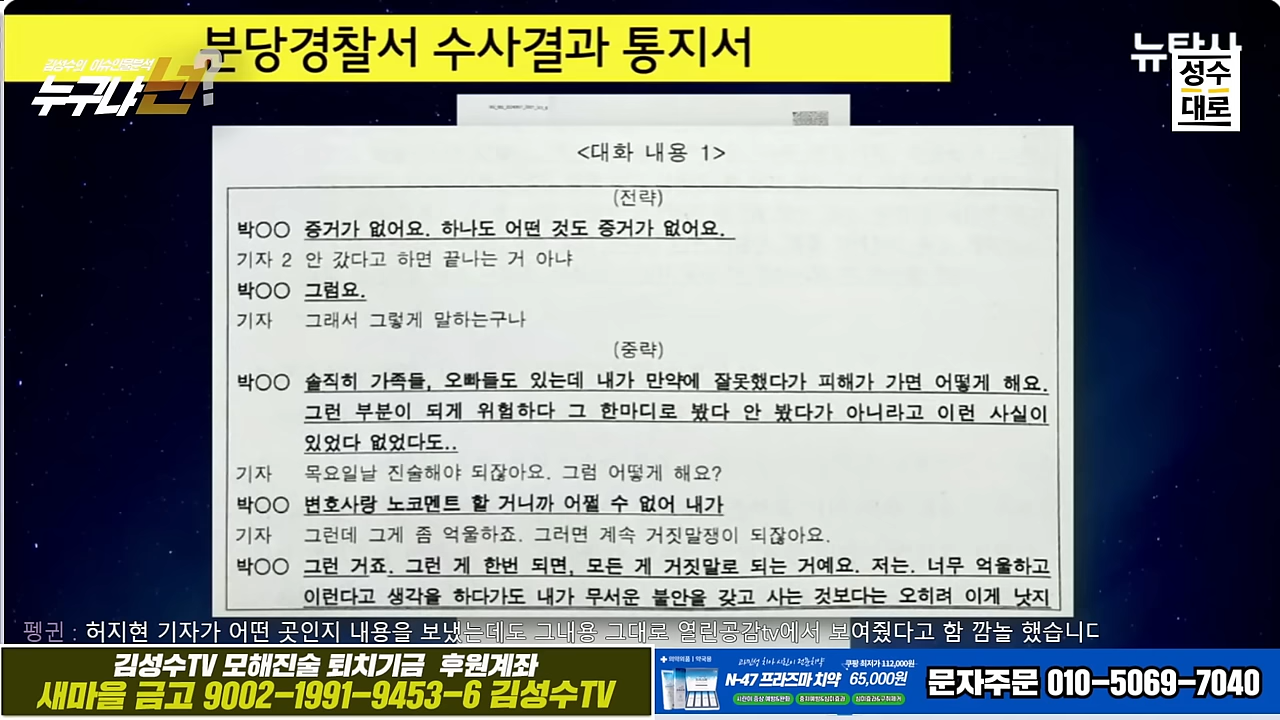 분당경찰서 수사결과 통지서
김성수의 이슈인물분석
누구냐 넌?
뉴탐사
성수
대로
<대화 내용 1>
(전략)
박○○ 증거가 없어요. 하나도 어떤 것도 증거가 없어요.
기자 2 안 갔다고 하면 끝나는 거 아냐
박○○ 그럼요.
기자 그래서 그렇게 말하는구나
(중략)
박○○ 솔직히 가족들, 오빠들도 있는데 내가 만약에 잘못했다가 피해가 가면 어떻게 해요.
그런 부분이 되게 위험하다 그 한마디로 봤다 안 봤다가 아니라고 이런 사실이
있었다 없었다도..
기자 목요일날 진술해야 되잖아요. 그럼 어떻게 해요?
박○○ 변호사랑 노코멘트 할 거니까 어쩔 수 없어 내가
기자 그런데 그게 좀 억울하죠. 그러면 계속 거짓말쟁이 되잖아요.
박○○ 그런 거죠. 그런 게 한번 되면, 모든 게 거짓말로 되는 거예요. 저는. 너무 억울하고
이런다고 생각을 하다가도 내가 무서운 불안을 갖고 사는 것보다는 오히려 이게 낫지
펭귄 : 허지현 기자가 어떤 곳인지 내용을 보냈는데도 그내용 그대로 열린공감tv에서 보여줬다고 함 깜놀 했습니다
김성수TV 모해진술 퇴치기금 후원계좌
새마을 금고 9002-1991-9453-6 김성수TV
의약외품 | 약국용
쿠팡 최저가 112,000원
N-47 프라즈마 치약 65,000원
문자주문 010-5069-7040